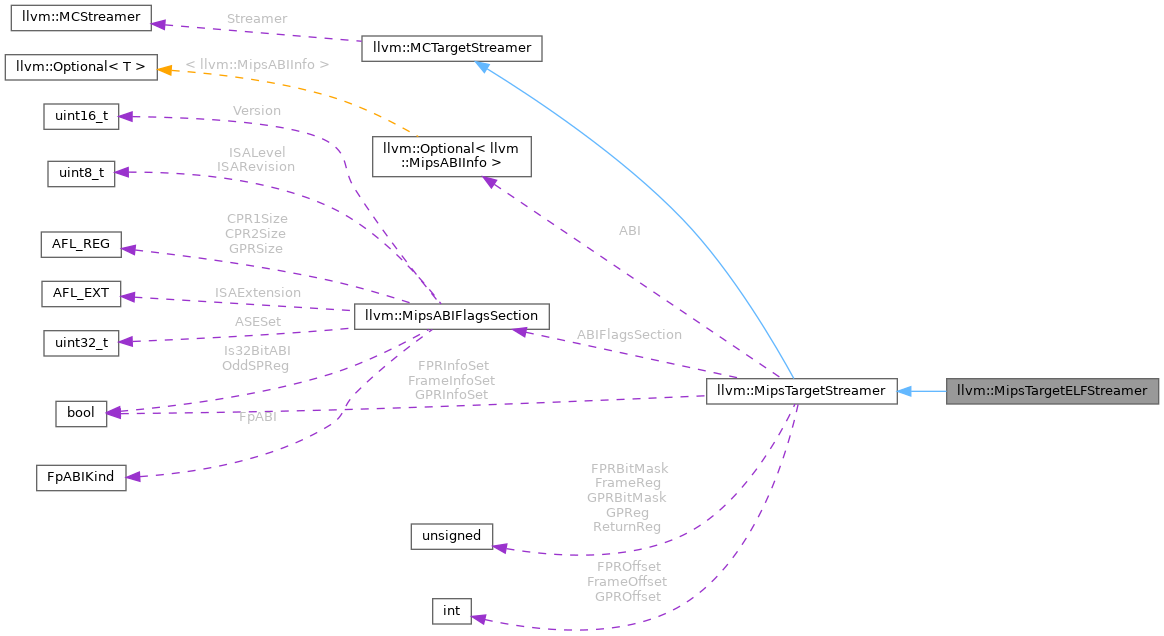 llvm::MCStreamer
Streamer
llvm::MCTargetStreamer
llvm::Optional< T >
< llvm::MipsABIInfo >
uint16_t
Version
llvm::Optional< llvm
::MipsABIInfo >
uint8_t
ISALevel
ISARevision
ABI
AFL_REG
CPR1Size
CPR2Size
GPRSize
AFL_EXT
ISAExtension
llvm::MipsABIFlagsSection
uint32_t
ASESet
ABIFlagsSection
Is32BitABI
OddSPReg
FPRInfoSet
FrameInfoSet
GPRInfoSet
llvm::MipsTargetStreamer
llvm::MipsTargetELFStreamer
bool
FpABI
FpABIKind
FPRBitMask
FrameReg
GPRBitMask
GPReg
ReturnReg
unsigned
FPROffset
FrameOffset
GPROffset
int